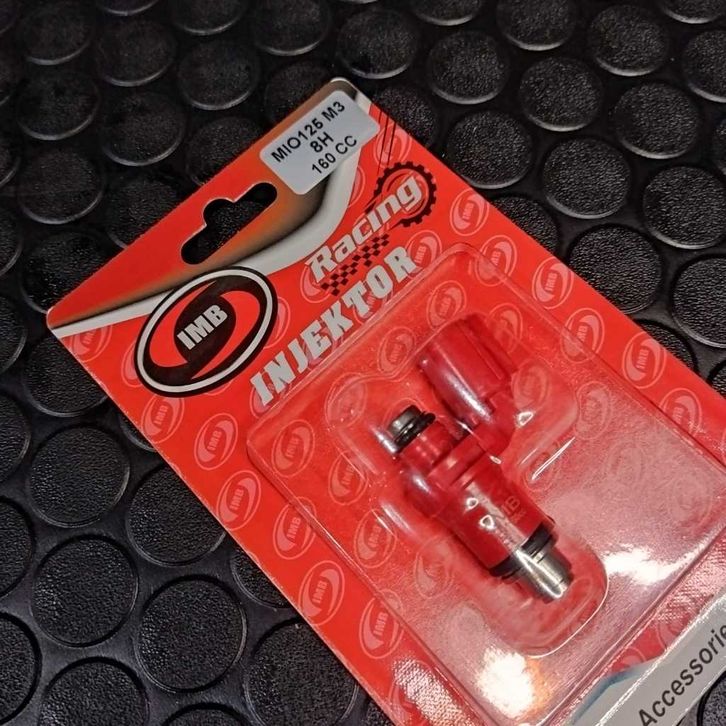 MIO125 M3
8H
160 CC
Racing
INJEKTOR
IMB
IMB
Accessorie